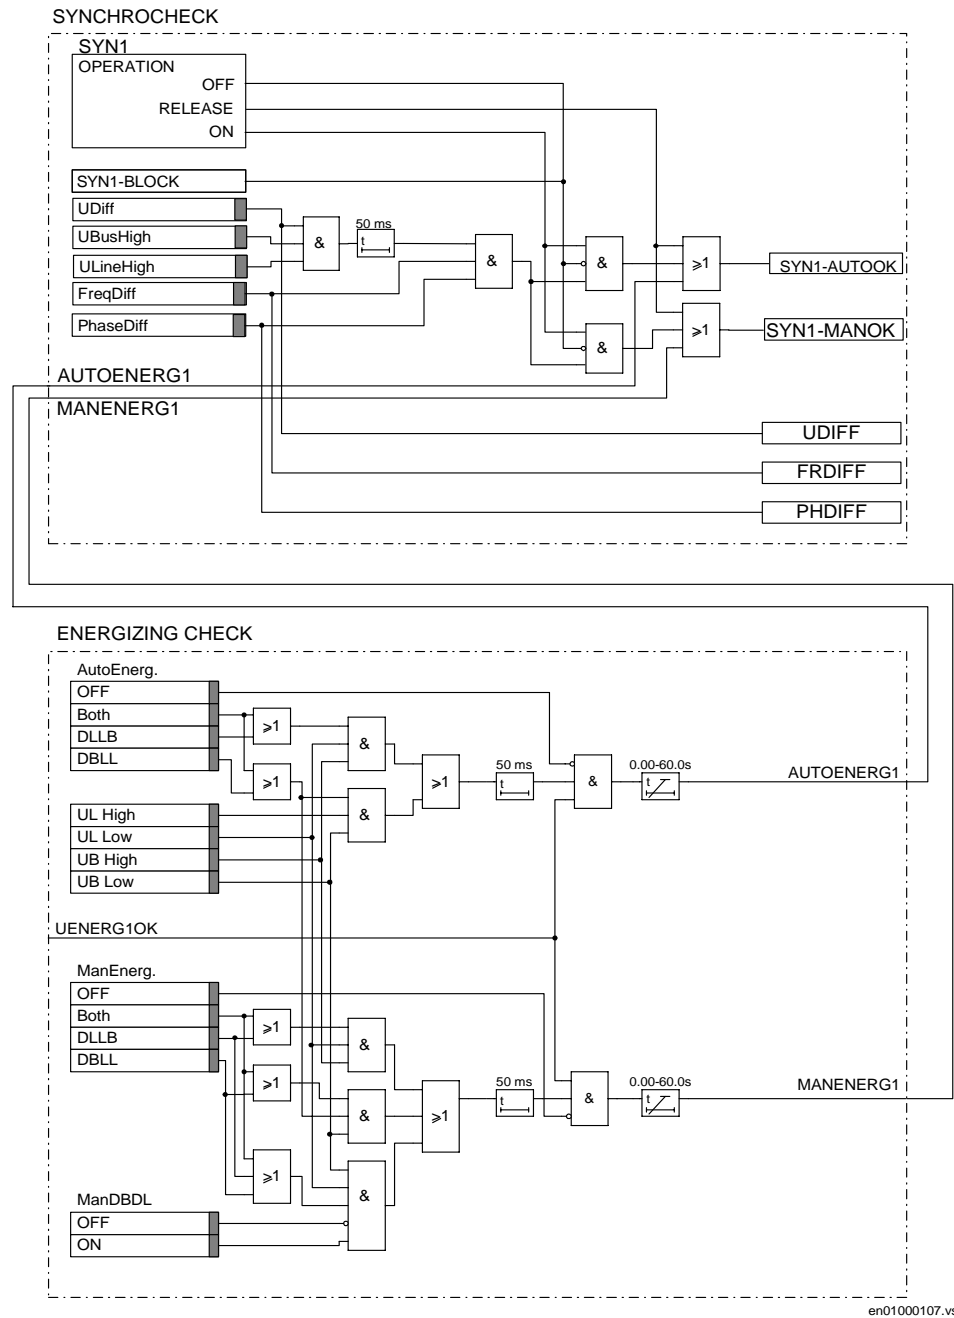 SYNCHROCHECK
SYN1
OPERATION
OFF
RELEASE
ON
SYN1-BLOCK
UDiff
UBusHigh
ULineHigh
FreqDiff
PhaseDiff
50 ms
t
&
&
&
&
≥1
≥1
SYN1-AUTOOK
SYN1-MANOK
AUTOENERG1
MANENERG1
UDIFF
FRDIFF
PHDIFF
ENERGIZING CHECK
AutoEnerg.
OFF
Both
DLLB
DBLL
≥1
≥1
&
&
≥1
50 ms
t
&
0.00-60.0s
t
AUTOENERG1
UL High
UL Low
UB High
UB Low
UENERG1OK
ManEnerg.
OFF
Both
DLLB
DBLL
≥1
≥1
≥1
&
&
&
≥1
50 ms
t
&
0.00-60.0s
t
MANENERG1
ManDBDL
OFF
ON
en01000107.vs